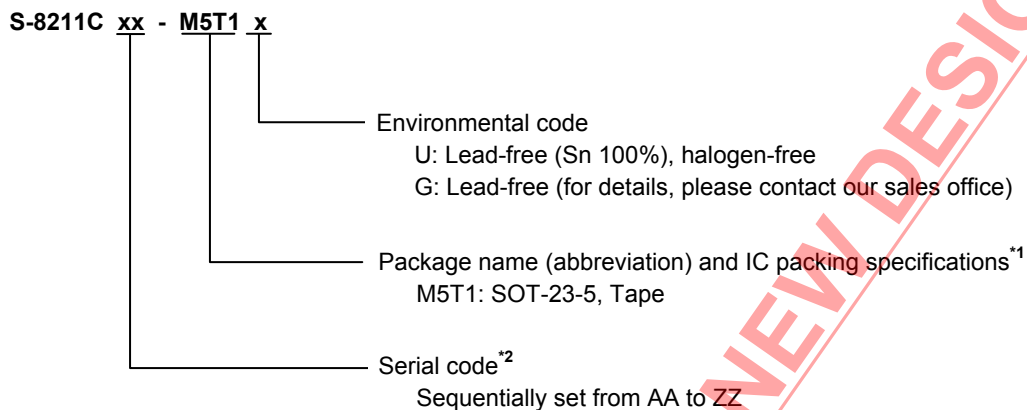 S-8211C xx - M5T1 x
Environmental code
U: Lead-free (Sn 100%), halogen-free
G: Lead-free (for details, please contact our sales office)
Package name (abbreviation) and IC packing specifications*1
M5T1: SOT-23-5, Tape
Serial code*2
Sequentially set from AA to ZZ
NEW DESIG